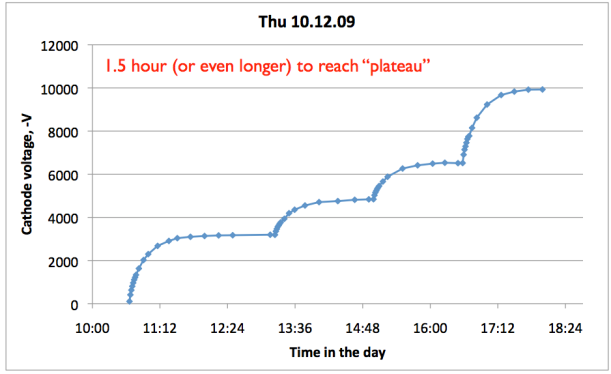 Thu 10.12.09
12000
1.5 hour (or even longer) to reach “plateau”
10000
8000
6000
4000
2000
0
Cathode voltage, -V
10:00 11:12 12:24 13:36 14:48 16:00 17:12 18:24
Time in the day